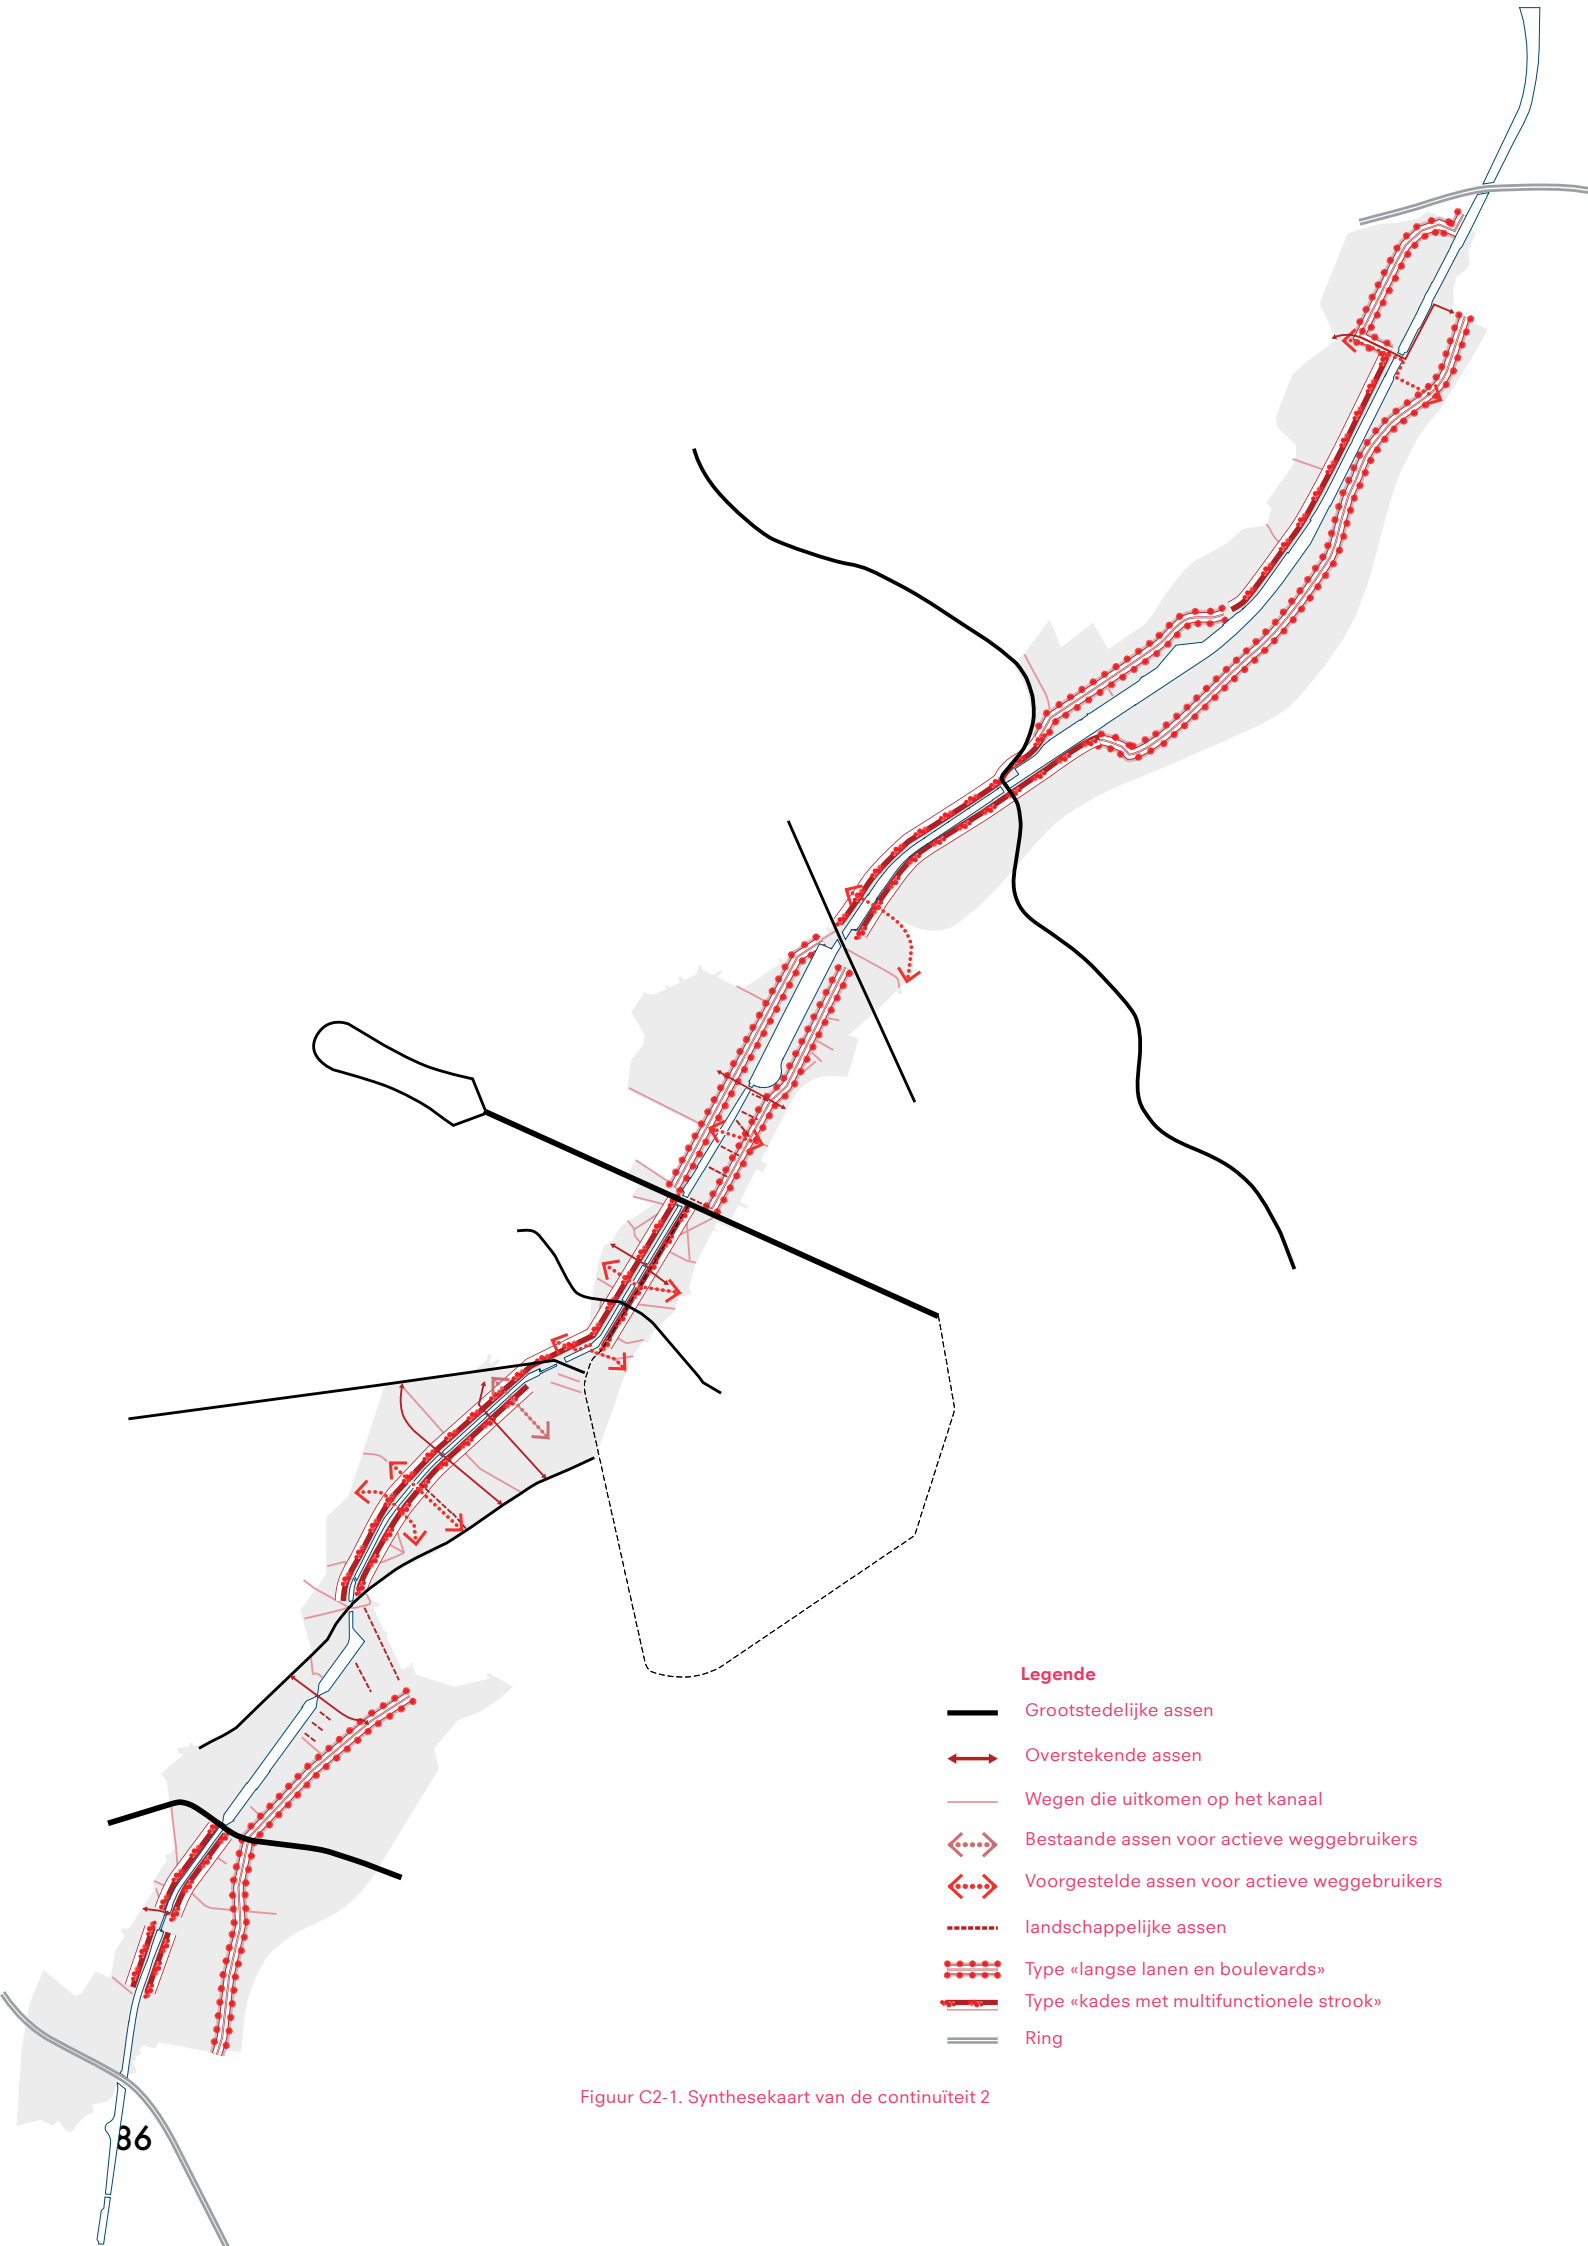 Legende
Grootstedelijke assen
Overstekende assen
Wegen die uitkomen op het kanaal
Bestaande assen voor actieve weggebruikers
Voorgestelde assen voor actieve weggebruikers
landschappelijke assen
Type «langse lanen en boulevards»
Type «kades met multifunctionele strook»
Ring
Figuur C2-1. Synthesekaart van de continuïteit 2
86